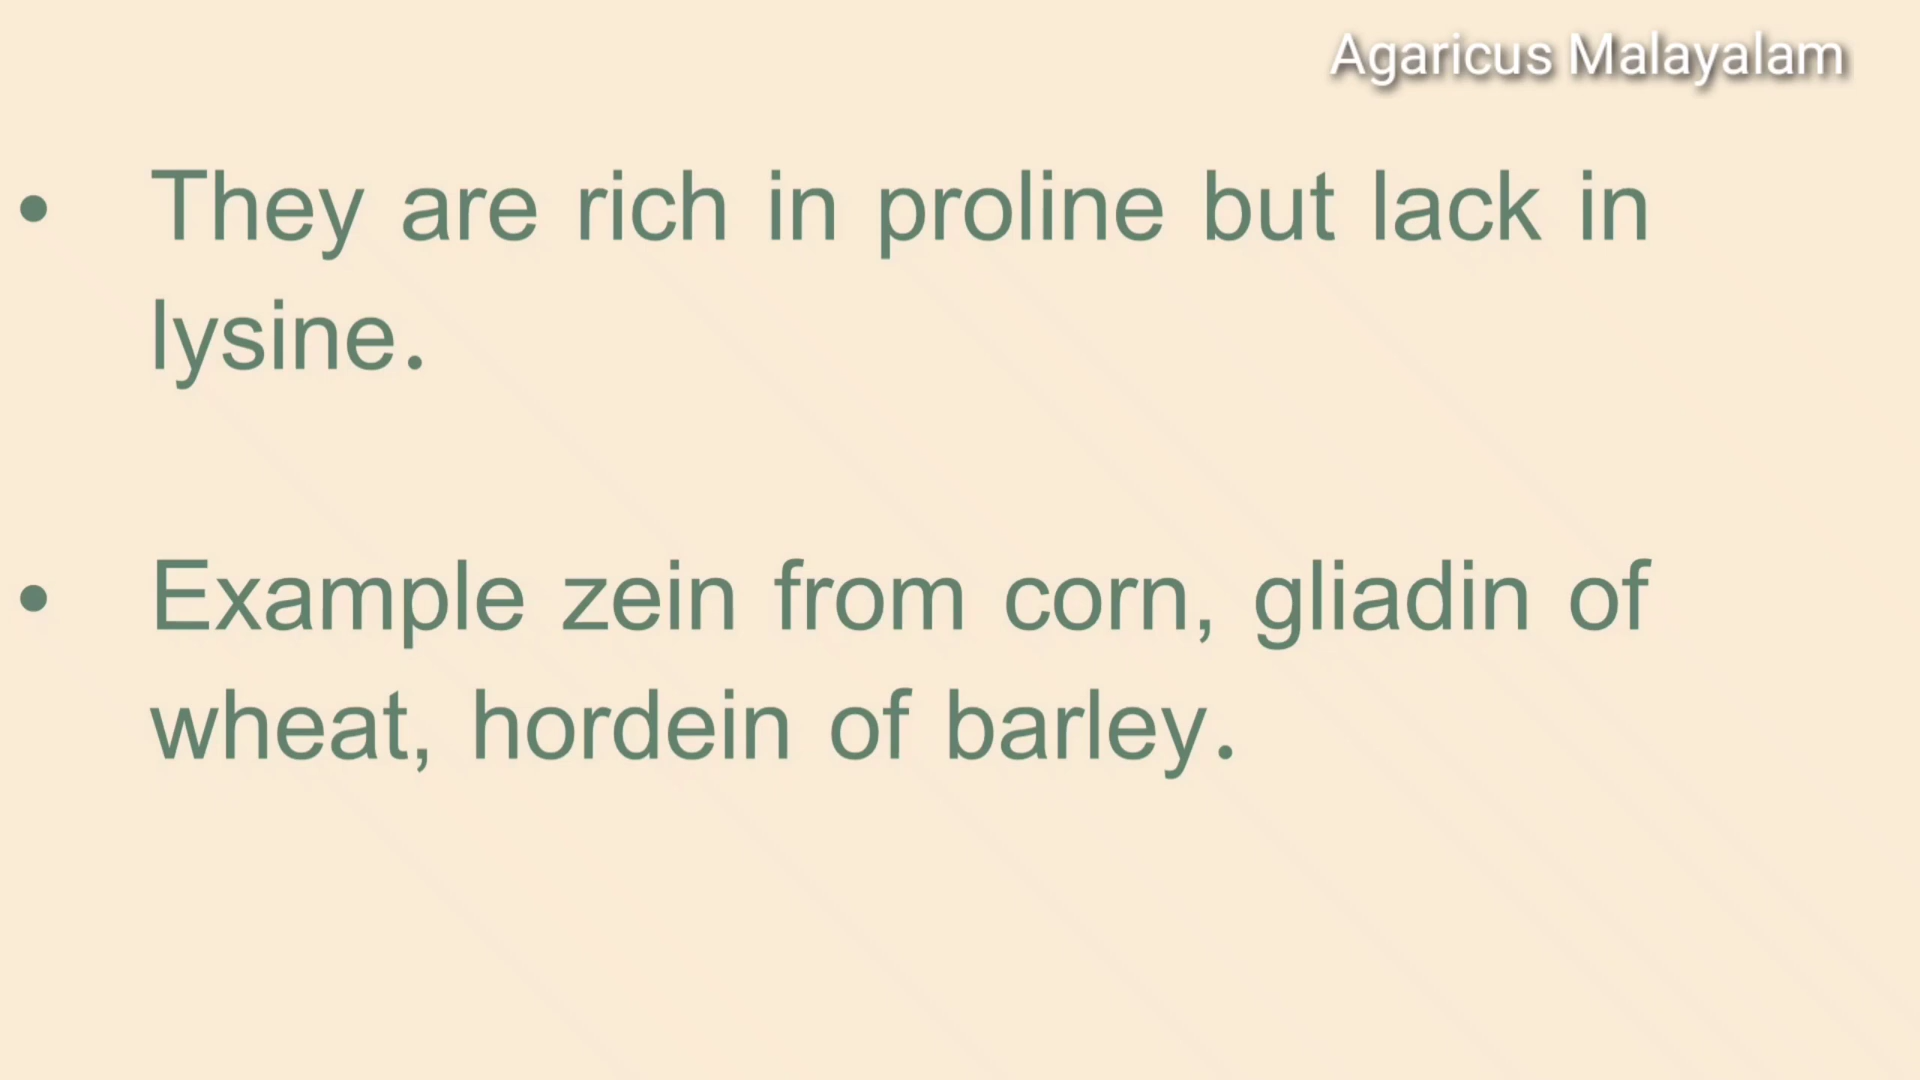 Agaricus Malayalam
• They are rich in proline but lack in
lysine.
• Example zein from corn, gliadin of
wheat, hordein of barley.